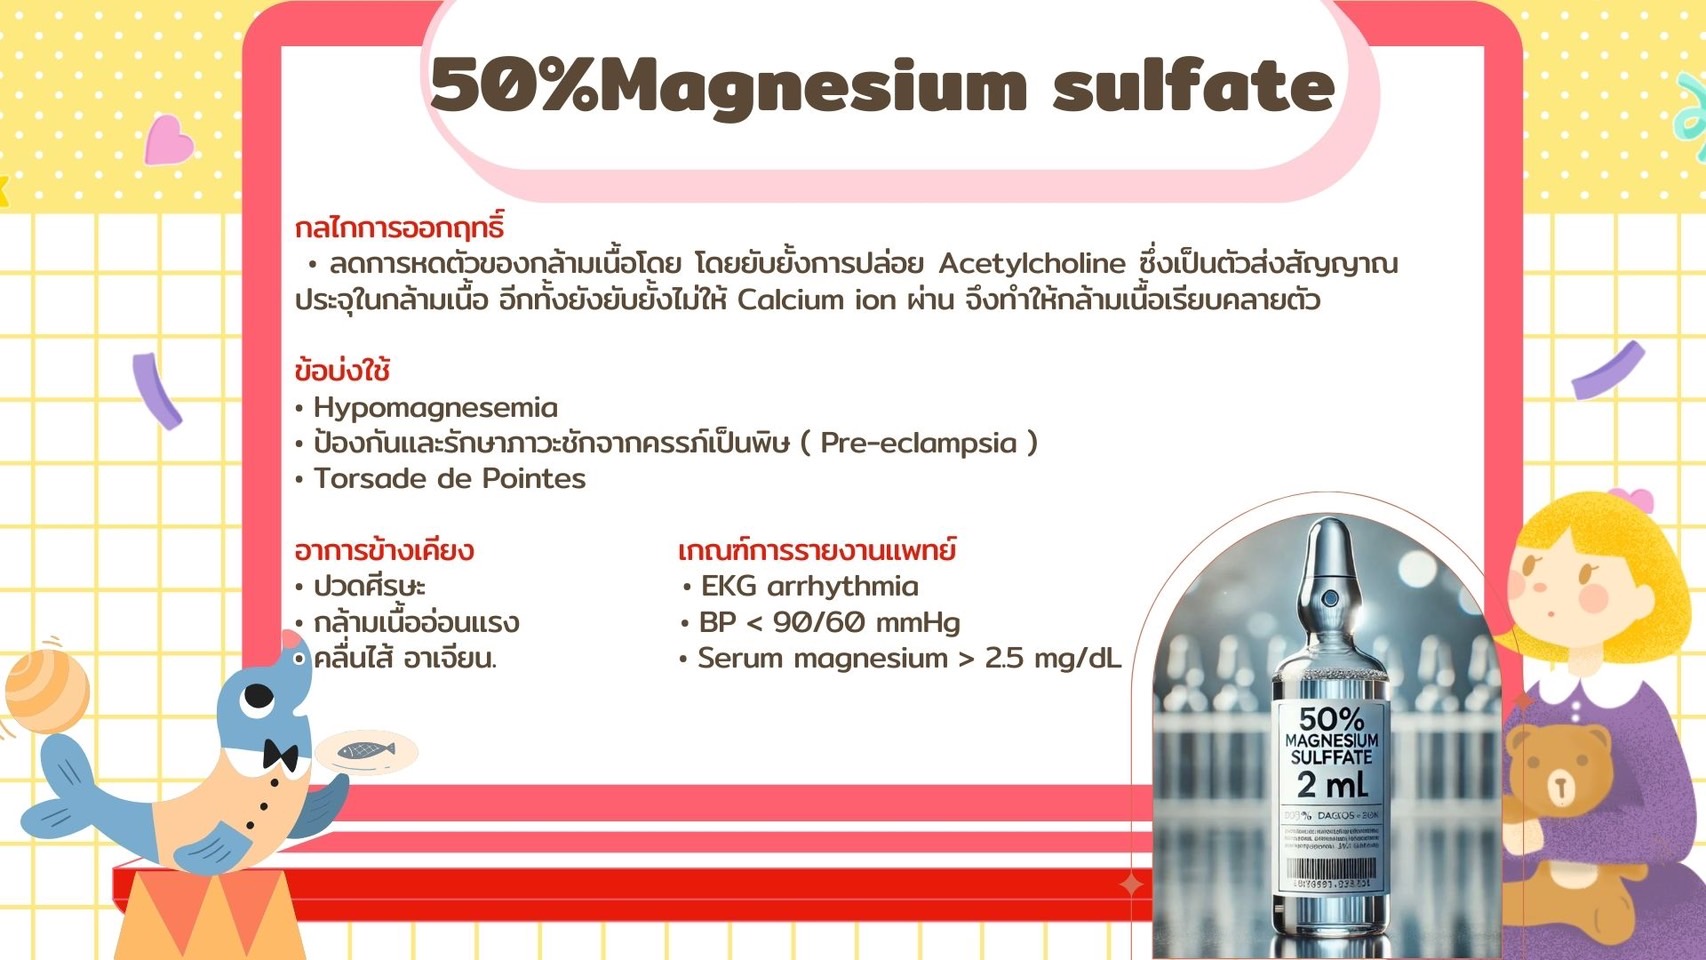 50%Magnesium sulfate
กลไกการออกฤทธิ์
• ลดการหดตัวของกล้ามเนื้อโดย โดยยับยั้งการปล่อย Acetylcholine ซึ่งเป็นตัวส่งสัญญาณ
ประจุในกล้ามเนื้อ อีกทั้งยังยับยั้งไม่ให้ Calcium ion ผ่าน จึงทำให้กล้ามเนื้อเรียบคลายตัว
ข้อบ่งใช้
• Hypomagnesemia
• ป้องกันและรักษาภาวะชักจากครรภ์เป็นพิษ ( Pre-eclampsia )
• Torsade de Pointes
อาการข้างเคียง
• ปวดศีรษะ
• กล้ามเนื้ออ่อนแรง
• คลื่นไส้ อาเจียน.
เกณฑ์การรายงานแพทย์
• EKG arrhythmia
• BP < 90/60 mmHg
• Serum magnesium > 2.5 mg/dL
50%
MAGNESIUM
SULFFATE
2 mL